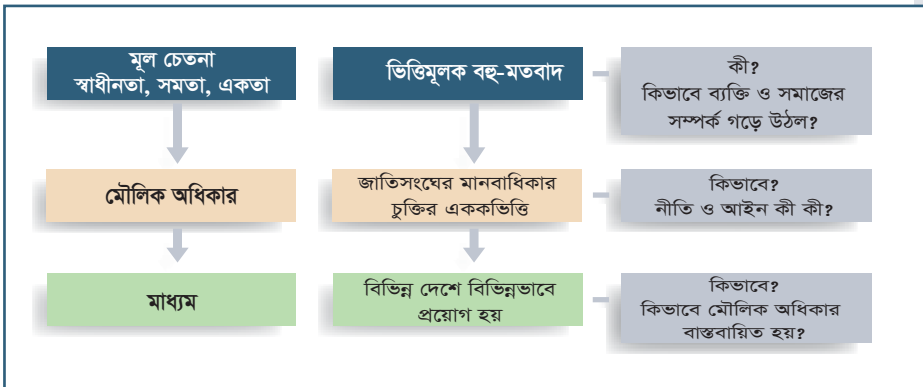 মূল চেতনা
স্বাধীনতা, সমতা, একতা
ভিত্তিমূলক বহু-মতবাদ
কী?
কিভাবে ব্যক্তি ও সমাজের
সম্পর্ক গড়ে উঠল?
মৌলিক অধিকার
জাতিসংঘের মানবাধিকার
চুক্তির এককভিত্তি
কিভাবে?
নীতি ও আইন কী কী?
মাধ্যম
বিভিন্ন দেশে বিভিন্নভাবে
প্রয়োগ হয়
কিভাবে?
কিভাবে মৌলিক অধিকার
বাস্তবায়িত হয়?